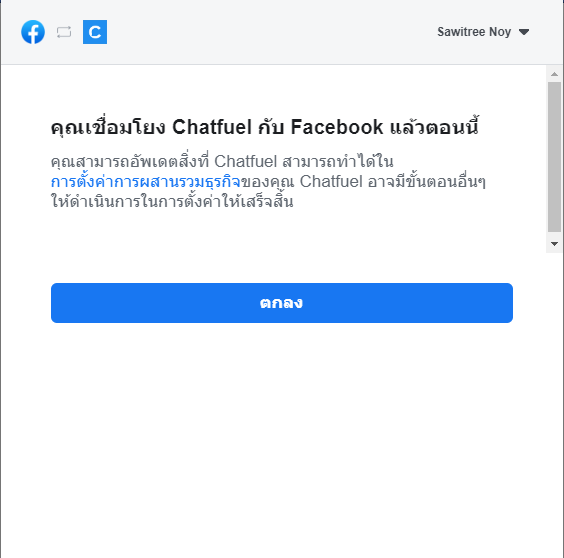 C
Sawitree Noy
คุณเชื่อมโยง Chatfuel กับ Facebook แล้วตอนนี้
คุณสามารถอัพเดตสิ่งที่ Chatfuel สามารถทำได้ใน
การตั้งค่าการผสานรวมธุรกิจของคุณ Chatfuel อาจมีขั้นตอนอื่นๆ
ให้ดำเนินการในการตั้งค่าให้เสร็จสิ้น
ตกลง